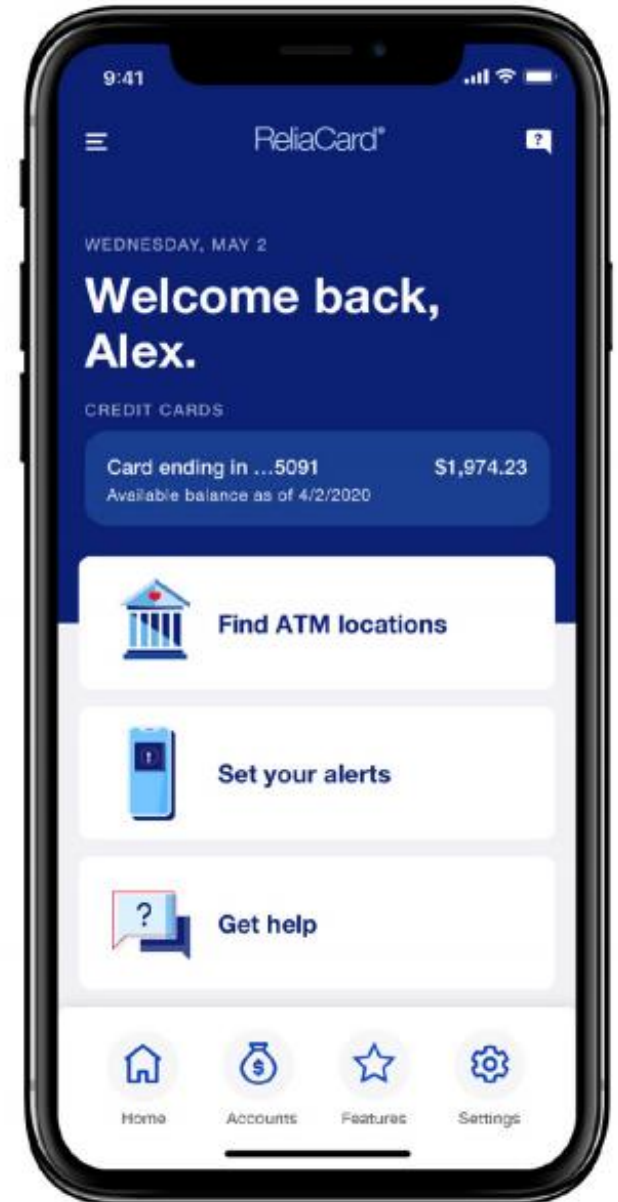 9:41
ReliaCard®
?
WEDNESDAY, MAY 2
Welcome back,
Alex.
CREDIT CARDS
Card ending in ...5091 $1,974.23
Available balance as of 4/2/2020
Find ATM locations
!
Set your alerts
?
Get help
$
Home Accounts Features Settings